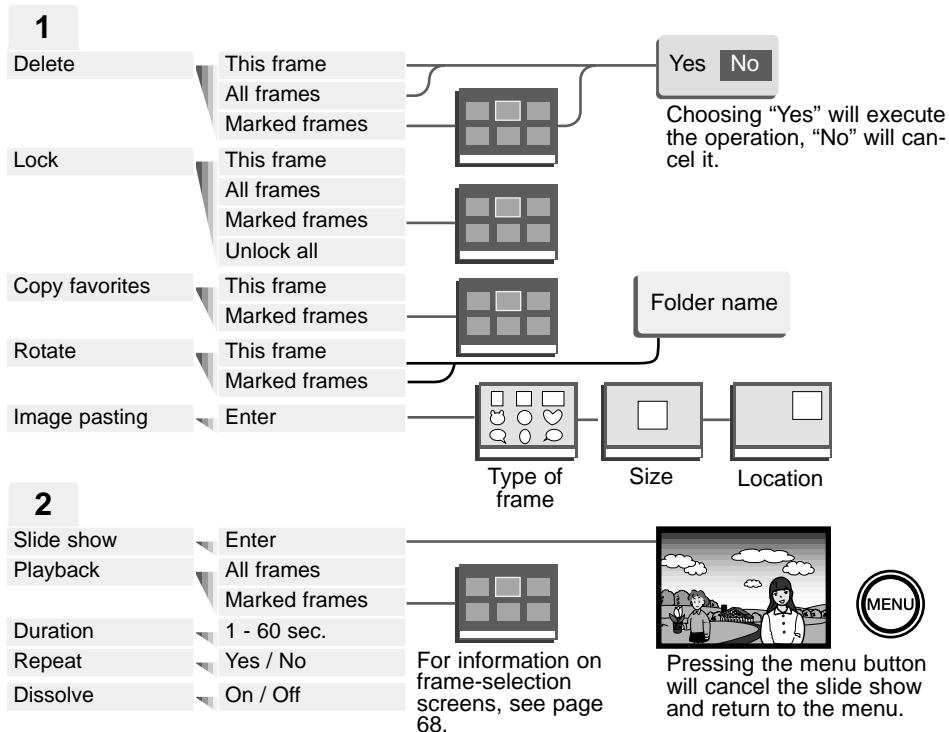 1
Delete
This frame
All frames
Marked frames
Yes No
Choosing “Yes” will execute
the operation, “No” will can-
cel it.
Lock
This frame
All frames
Marked frames
Unlock all
Copy favorites
This frame
Marked frames
Folder name
Rotate
This frame
Marked frames
Image pasting
Enter
Type of
frame
Size
Location
2
Slide show
Enter
Playback
All frames
Marked frames
Duration
1 - 60 sec.
Repeat
Yes / No
Dissolve
On / Off
For information on
frame-selection
screens, see page
68.
MENU
Pressing the menu button
will cancel the slide show
and return to the menu.